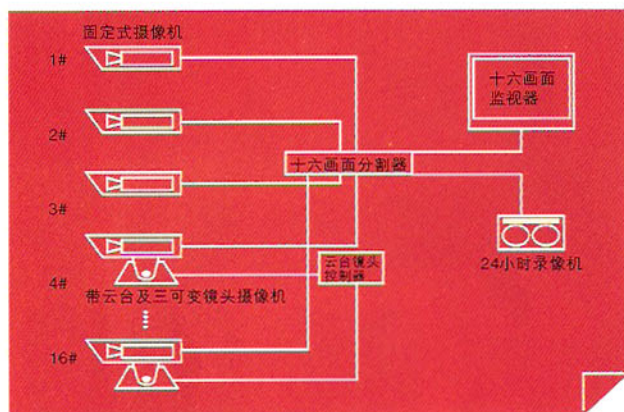 固定式摄像机
1#
十六画面
监视器
2#
十六画面分割器
3#
4#
云台镜头
控制器
24小时录像机
带云台及三可变镜头摄像机
16#